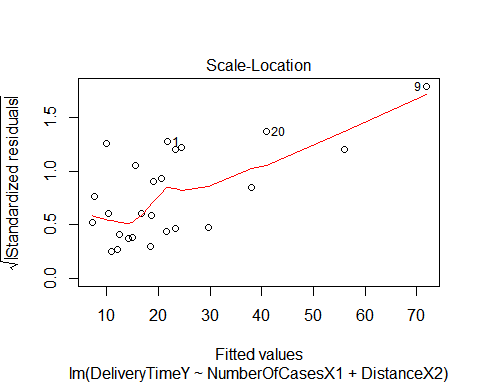 Scale-Location
√|Standardized residuals|
1.5
1.0
0.5
0.0
9
20
1
10 20 30 40 50 60 70
Fitted values
lm(DeliveryTimeY ~ NumberOfCasesX1 + DistanceX2)